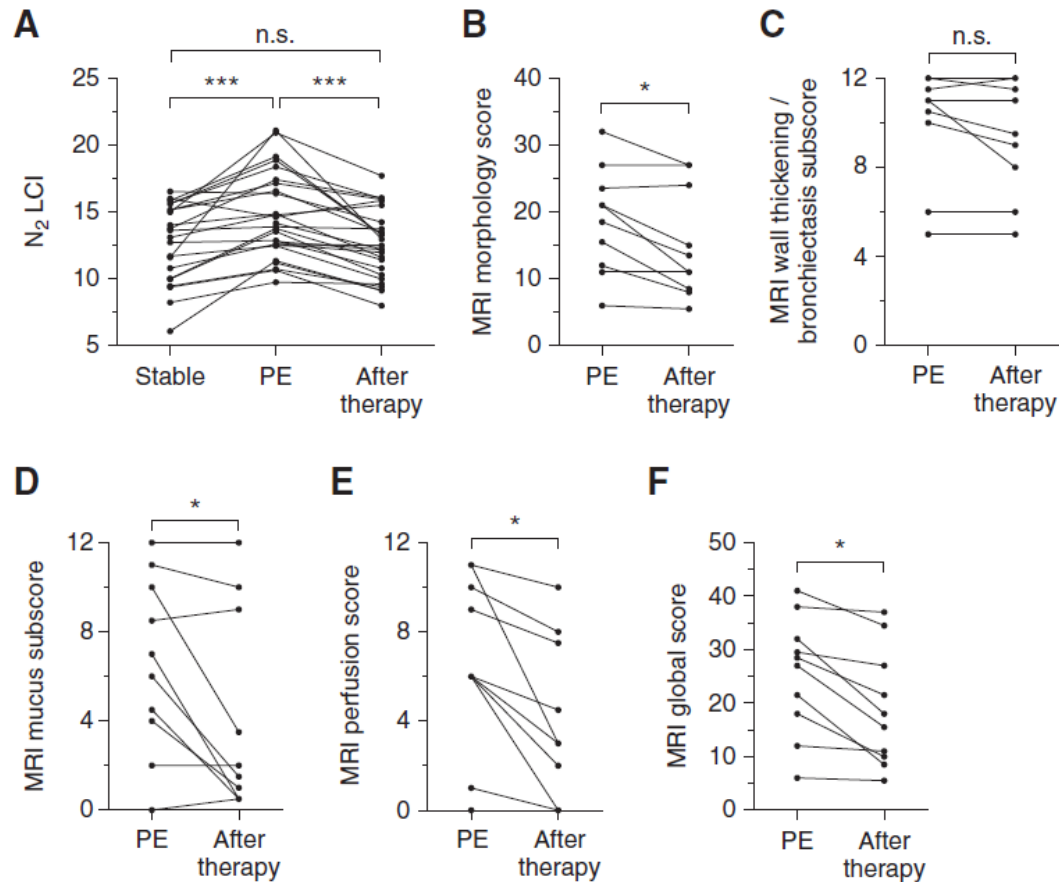 A
n.s.
***
***
N₂ LCI
25
20
15
10
5
Stable
PE
After
therapy
B
*
MRI morphology score
40
30
20
10
0
PE
After
therapy
C
n.s.
MRI wall thickening /
bronchiectasis subscore
12
8
4
0
PE
After
therapy
D
*
MRI mucus subscore
12
8
4
0
PE
After
therapy
E
*
MRI perfusion score
12
8
4
0
PE
After
therapy
F
*
MRI global score
50
40
30
20
10
0
PE
After
therapy